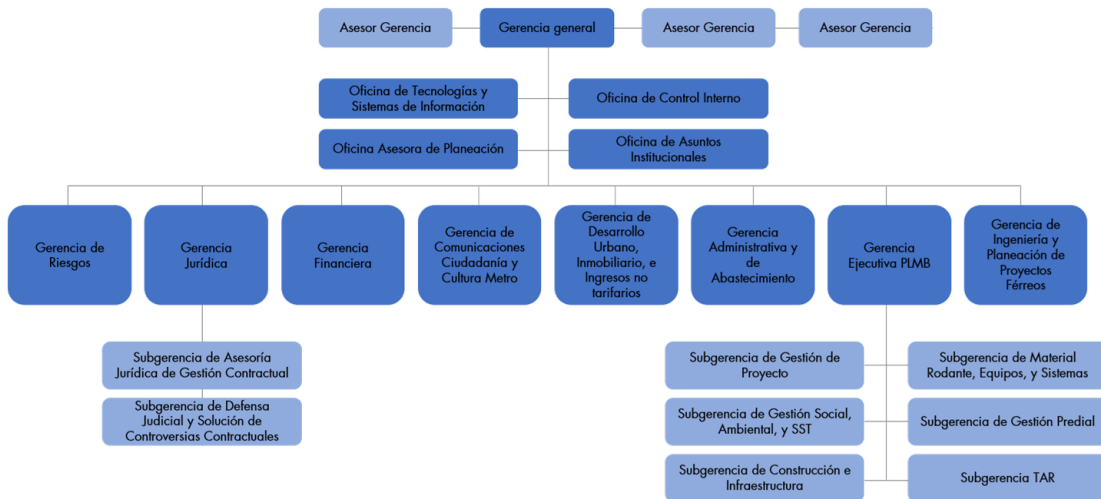 Asesor Gerencia
Gerencia general
Asesor Gerencia
Asesor Gerencia
Oficina de Tecnologías y
Sistemas de Información
Oficina de Control Interno
Oficina Asesora de Planeación
Oficina de Asuntos
Institucionales
Gerencia de
Riesgos
Gerencia
Jurídica
Gerencia
Financiera
Gerencia de
Comunicaciones
Ciudadanía y
Cultura Metro
Gerencia de
Desarrollo
Urbano,
Inmobiliario, e
Ingresos no
tarifarios
Gerencia
Administrativa y
de
Abastecimiento
Gerencia
Ejecutiva PLMB
Gerencia de
Ingeniería y
Planeación de
Proyectos
Férreos
Subgerencia de Asesoría
Jurídica de Gestión Contractual
Subgerencia de Defensa
Judicial y Solución de
Controversias Contractuales
Subgerencia de Gestión de
Proyecto
Subgerencia de Material
Rodante, Equipos, y Sistemas
Subgerencia de Gestión Social,
Ambiental, y SST
Subgerencia de Gestión Predial
Subgerencia de Construcción e
Infraestructura
Subgerencia TAR